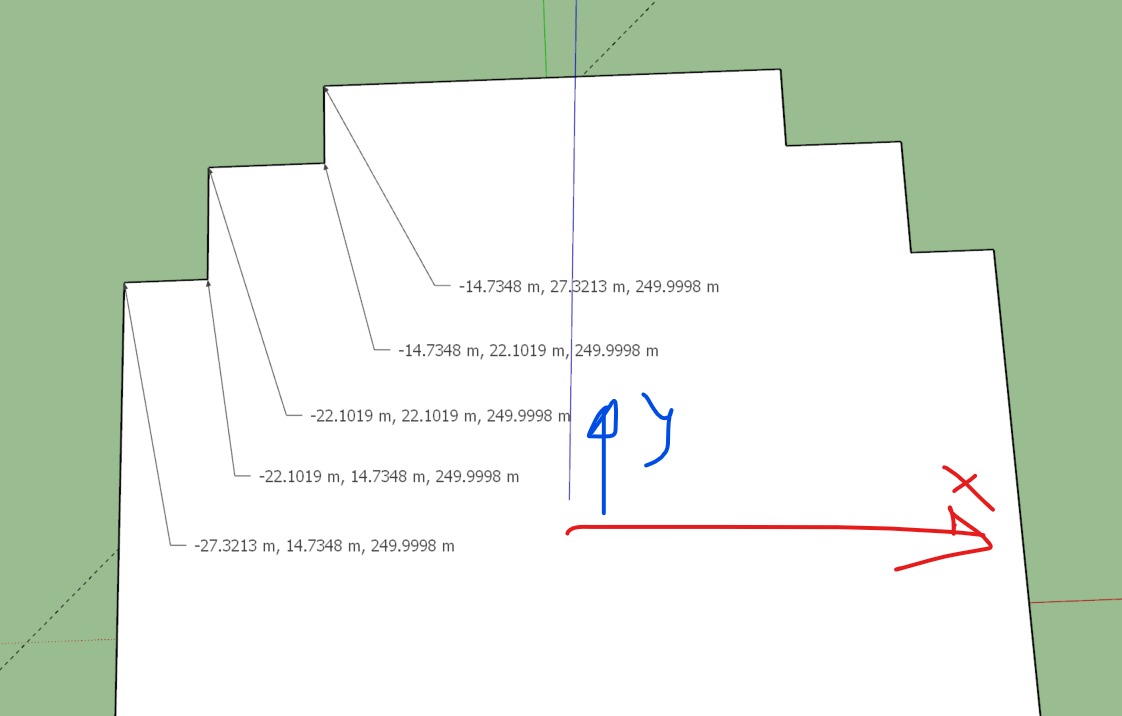 -14.7348 m, 27.3213 m, 249.9998 m
-14.7348 m, 22.1019 m, 249.9998 m
-22.1019 m, 22.1019 m, 249.9998 m
y
-22.1019 m, 14.7348 m, 249.9998 m
x
-27.3213 m, 14.7348 m, 249.9998 m